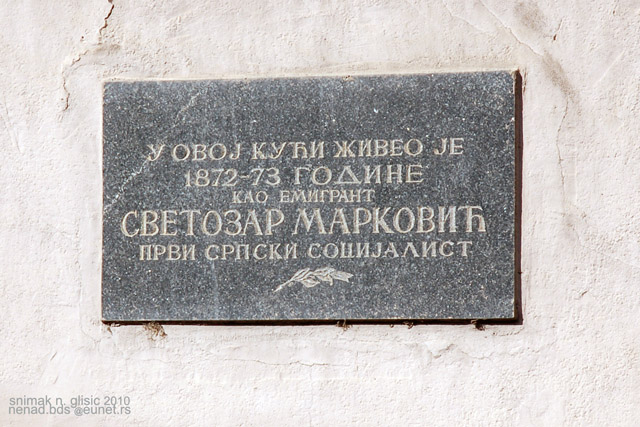 У ОВОЈ КУЋИ ЖИВЕО ЈЕ
1872-73 ГОДИНЕ
КАО ЕМИГРАНТ
СВЕТОЗАР МАРКОВИЋ
ПРВИ СРПСКИ СОЦИЈАЛИСТ
snimak n. glisic 2010
nenad.bds@eunet.rs